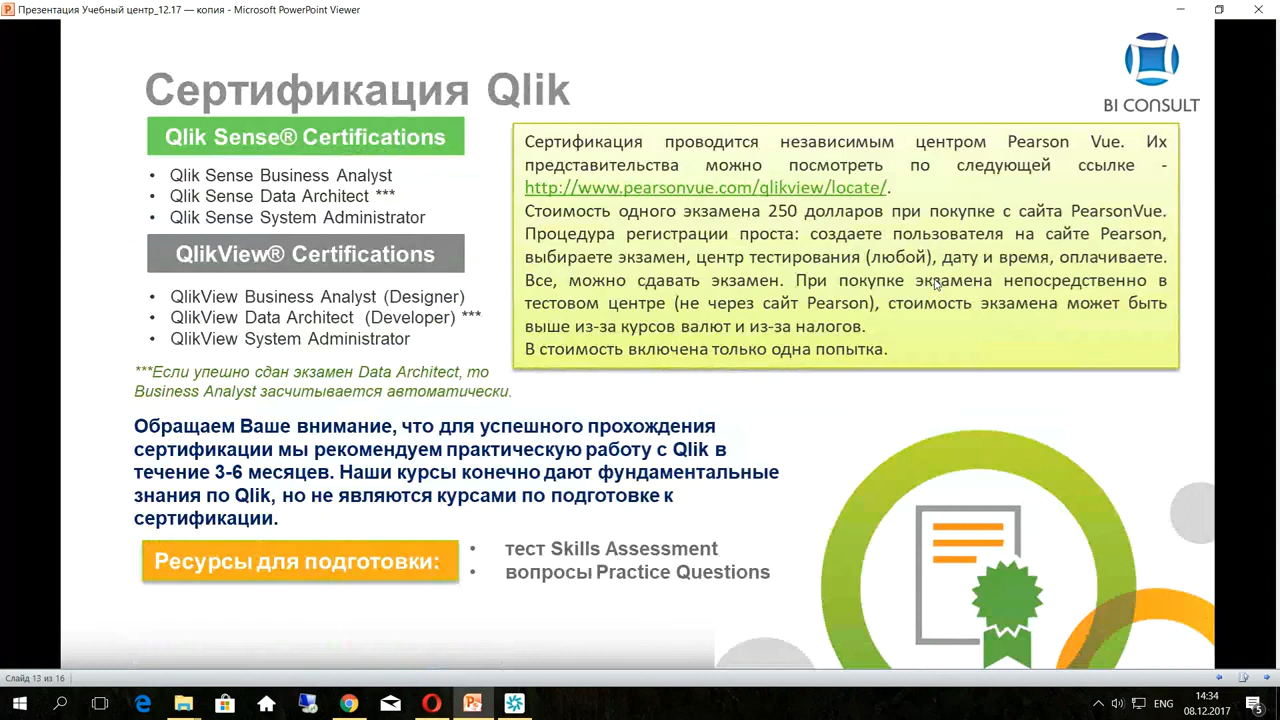 Презентация Учебный центр_12.17 — копия - Microsoft PowerPoint Viewer
Сертификация Qlik
BI CONSULT
Qlik Sense® Certifications
• Qlik Sense Business Analyst
• Qlik Sense Data Architect ***
• Qlik Sense System Administrator
QlikView® Certifications
• QlikView Business Analyst (Designer)
• QlikView Data Architect (Developer) ***
• QlikView System Administrator
***Если упешно сдан экзамен Data Architect, то
Business Analyst засчитывается автоматически.
Сертификация проводится независимым центром Pearson Vue. Их
представительства можно посмотреть по следующей ссылке -
http://www.pearsonvue.com/qlikview/locate/.
Стоимость одного экзамена 250 долларов при покупке с сайта PearsonVue.
Процедура регистрации проста: создаете пользователя на сайте Pearson,
выбираете экзамен, центр тестирования (любой), дату и время, оплачиваете.
Все, можно сдавать экзамен. При покупке экзамена непосредственно в
тестовом центре (не через сайт Pearson), стоимость экзамена может быть
выше из-за курсов валют и из-за налогов.
В стоимость включена только одна попытка.
Обращаем Ваше внимание, что для успешного прохождения
сертификации мы рекомендуем практическую работу с Qlik в
течение 3-6 месяцев. Наши курсы конечно дают фундаментальные
знания по Qlik, но не являются курсами по подготовке к
сертификации.
Ресурсы для подготовки:
• тест Skills Assessment
• вопросы Practice Questions
Слайд 13 из 16
ENG
14:34
08.12.2017
5